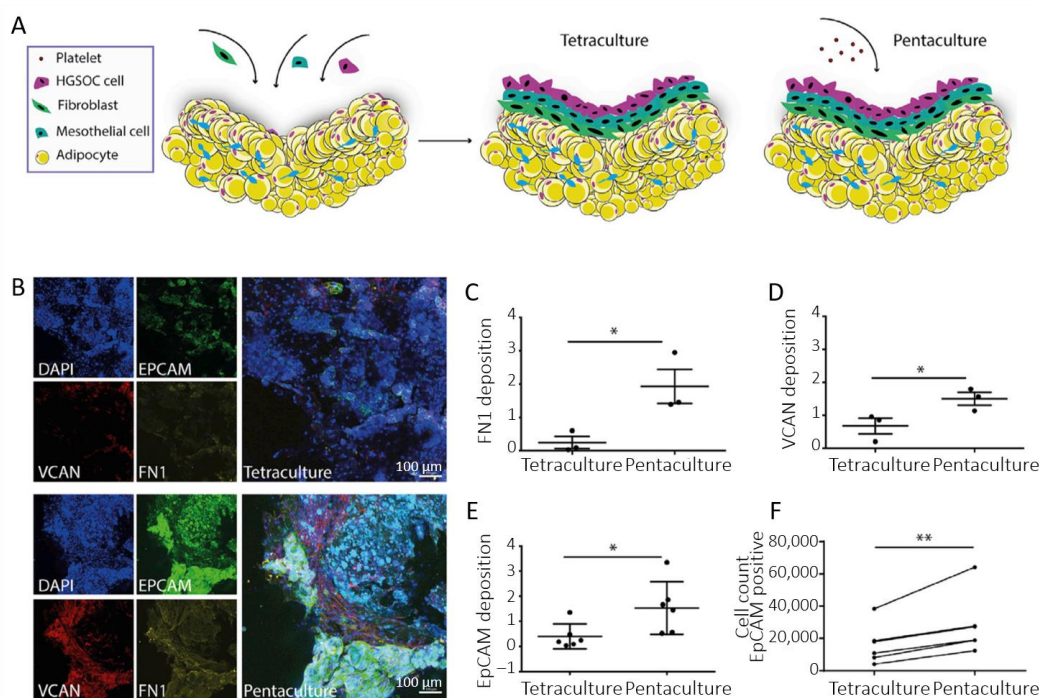 A
Platelet
HGSOC cell
Fibroblast
Mesothelial cell
Adipocyte
Tetraculture
Pentaculture
B
DAPI
EPCAM
VCAN
FN1
Tetraculture
100 µm
DAPI
EPCAM
VCAN
FN1
Pentaculture
100 µm
C
FN1 deposition
4
3
2
1
0
*
Tetraculture
Pentaculture
D
VCAN deposition
4
3
2
1
0
*
Tetraculture
Pentaculture
E
EpCAM deposition
4
3
2
1
0
−1
*
Tetraculture
Pentaculture
F
Cell count
EpCAM positive
80,000
60,000
40,000
20,000
0
**
Tetraculture
Pentaculture